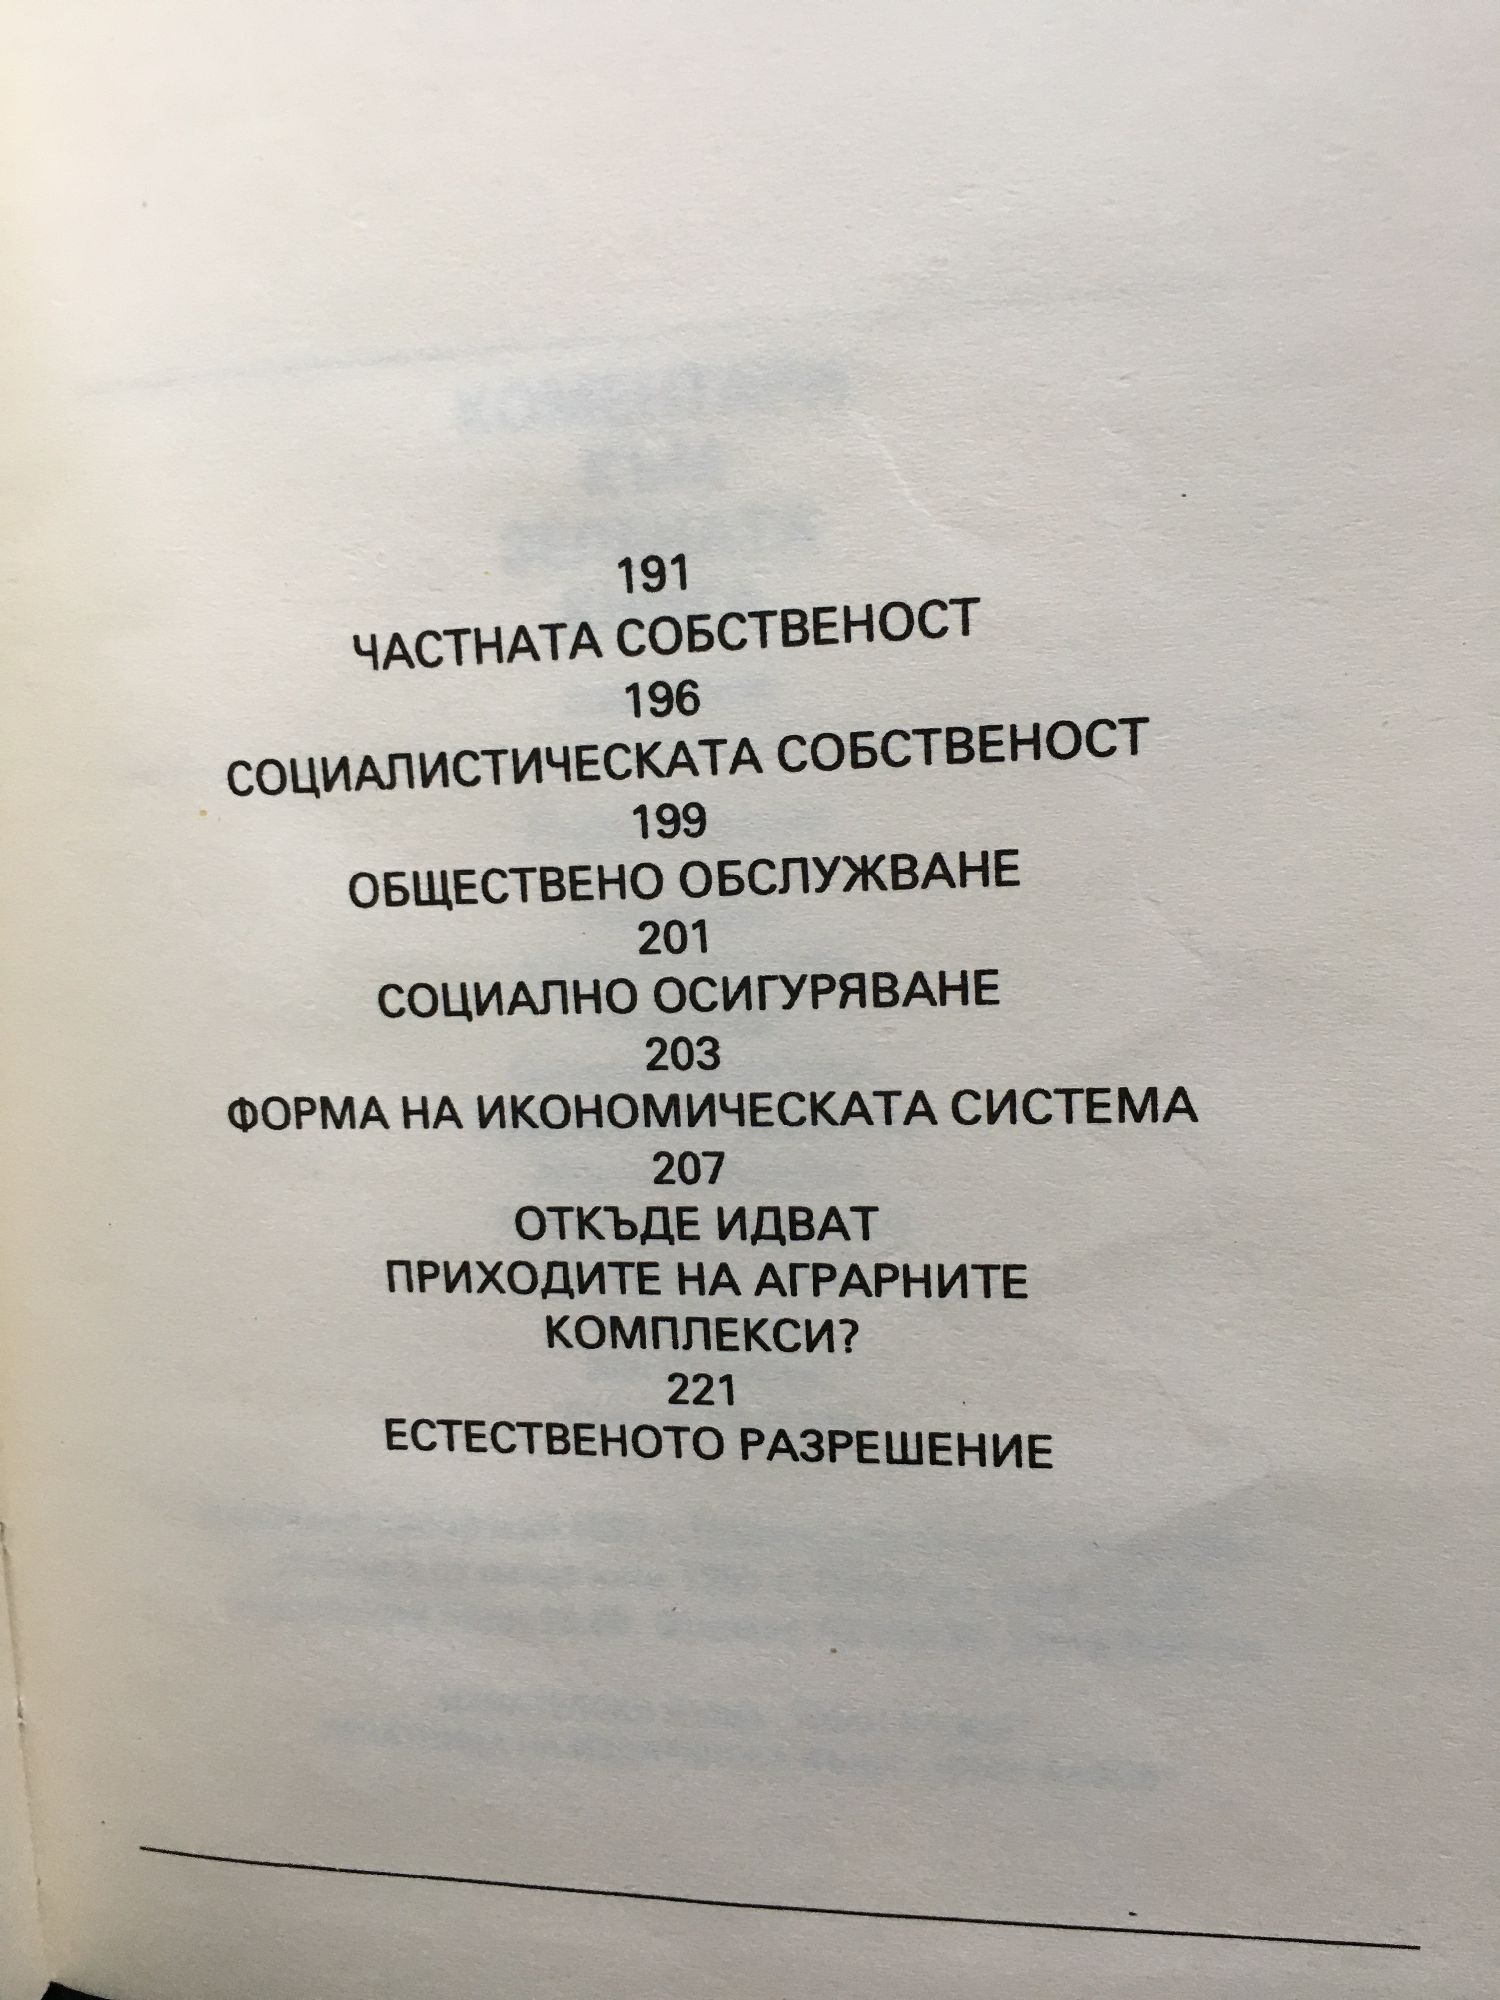 191
ЧАСТНАТА СОБСТВЕНОСТ
196
СОЦИАЛИСТИЧЕСКАТА СОБСТВЕНОСТ
199
ОБЩЕСТВЕНО ОБСЛУЖВАНЕ
201
СОЦИАЛНО ОСИГУРЯВАНЕ
203
ФОРМА НА ИКОНОМИЧЕСКАТА СИСТЕМА
207
ОТКЪДЕ ИДВАТ
ПРИХОДИТЕ НА АГРАРНИТЕ
КОМПЛЕКСИ?
221
ЕСТЕСТВЕНОТО РАЗРЕШЕНИЕ